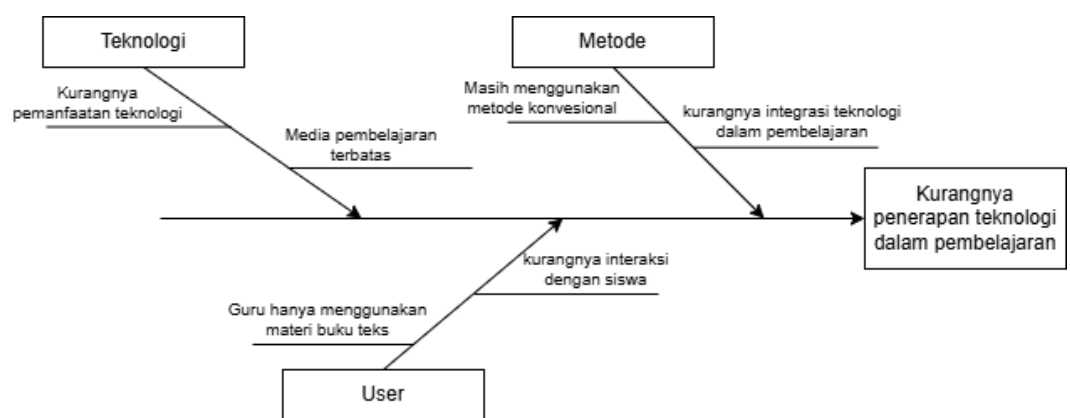 Teknologi
Metode
Kurangnya
pemanfaatan teknologi
Media pembelajaran
terbatas
Masih menggunakan
metode konvesional
kurangnya integrasi teknologi
dalam pembelajaran
Kurangnya
penerapan teknologi
dalam pembelajaran
kurangnya interaksi
dengan siswa
Guru hanya menggunakan
materi buku teks
User